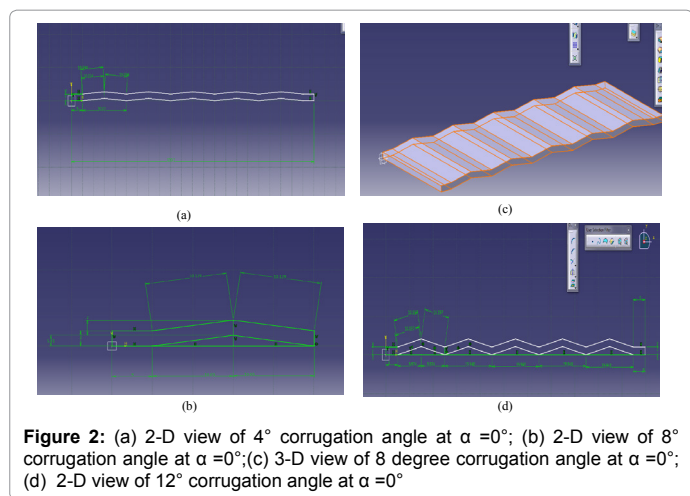 (a)
(c)
(b)
(d)
Figure 2: (a) 2-D view of 4° corrugation angle at α =0°; (b) 2-D view of 8°
corrugation angle at α =0°;(c) 3-D view of 8 degree corrugation angle at α =0°;
(d) 2-D view of 12° corrugation angle at α =0°